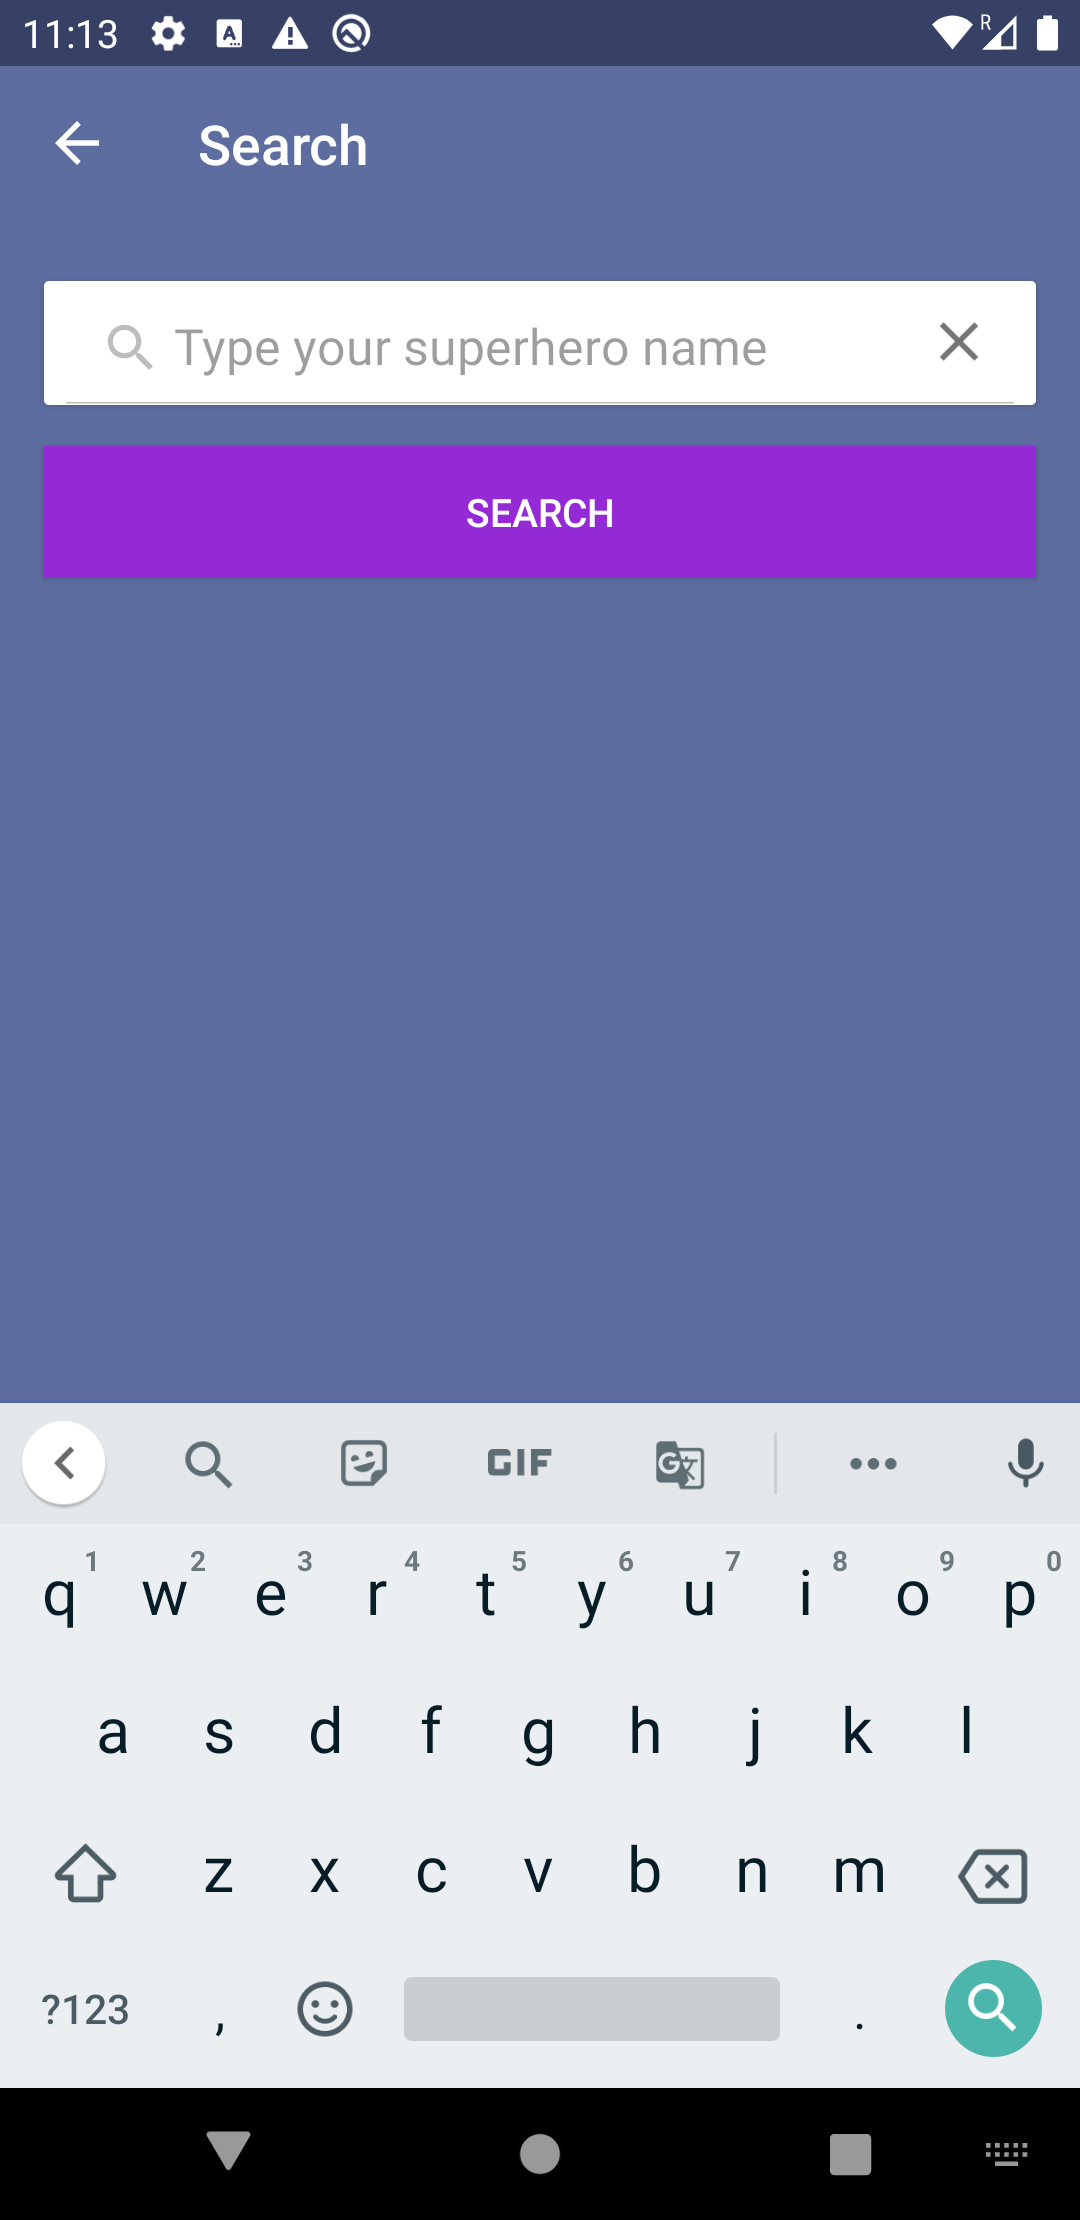 11:13
R
Search
Type your superhero name
SEARCH
GIF
G
1 2 3 4 5 6 7 8 9 0
q w e r t y u i o p
a s d f g h j k l
z x c v b n m
?123 , .